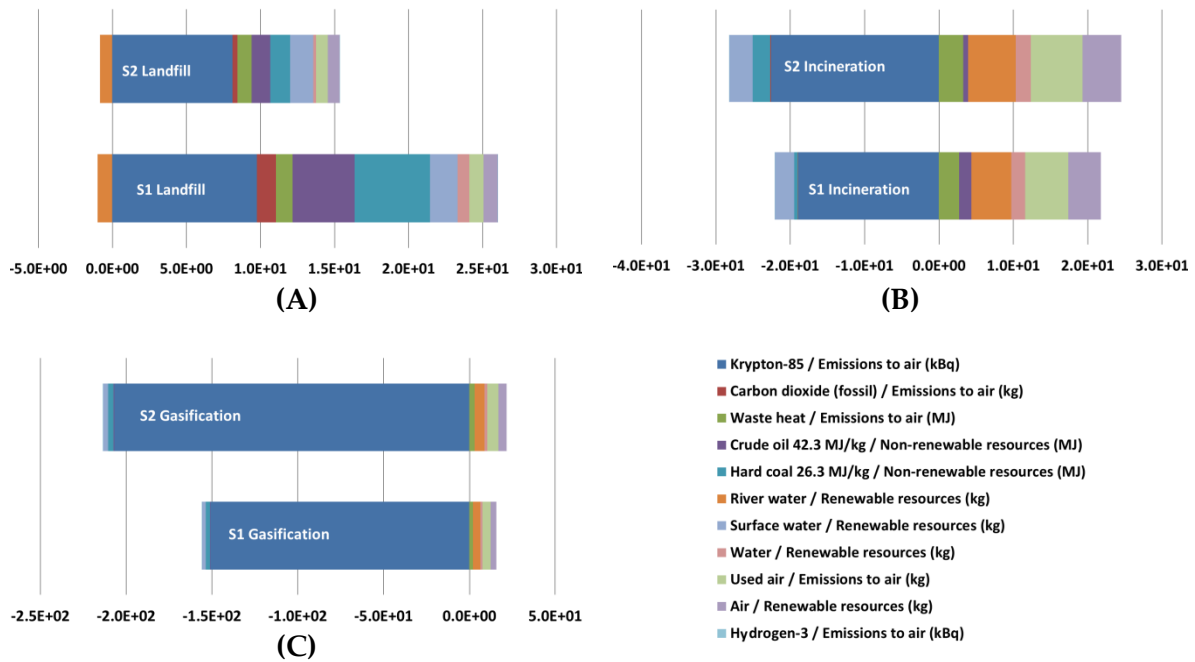 S2 Landfill
S1 Landfill
-5.0E+00 0.0E+00 5.0E+00 1.0E+01 1.5E+01 2.0E+01 2.5E+01 3.0E+01
(A)
S2 Incineration
S1 Incineration
-4.0E+01 -3.0E+01 -2.0E+01 -1.0E+01 0.0E+00 1.0E+01 2.0E+01 3.0E+01
(B)
S2 Gasification
S1 Gasification
-2.5E+02 -2.0E+02 -1.5E+02 -1.0E+02 -5.0E+01 0.0E+00 5.0E+01
(C)
Krypton-85 / Emissions to air (kBq)
Carbon dioxide (fossil) / Emissions to air (kg)
Waste heat / Emissions to air (MJ)
Crude oil 42.3 MJ/kg / Non-renewable resources (MJ)
Hard coal 26.3 MJ/kg / Non-renewable resources (MJ)
River water / Renewable resources (kg)
Surface water / Renewable resources (kg)
Water / Renewable resources (kg)
Used air / Emissions to air (kg)
Air / Renewable resources (kg)
Hydrogen-3 / Emissions to air (kBq)